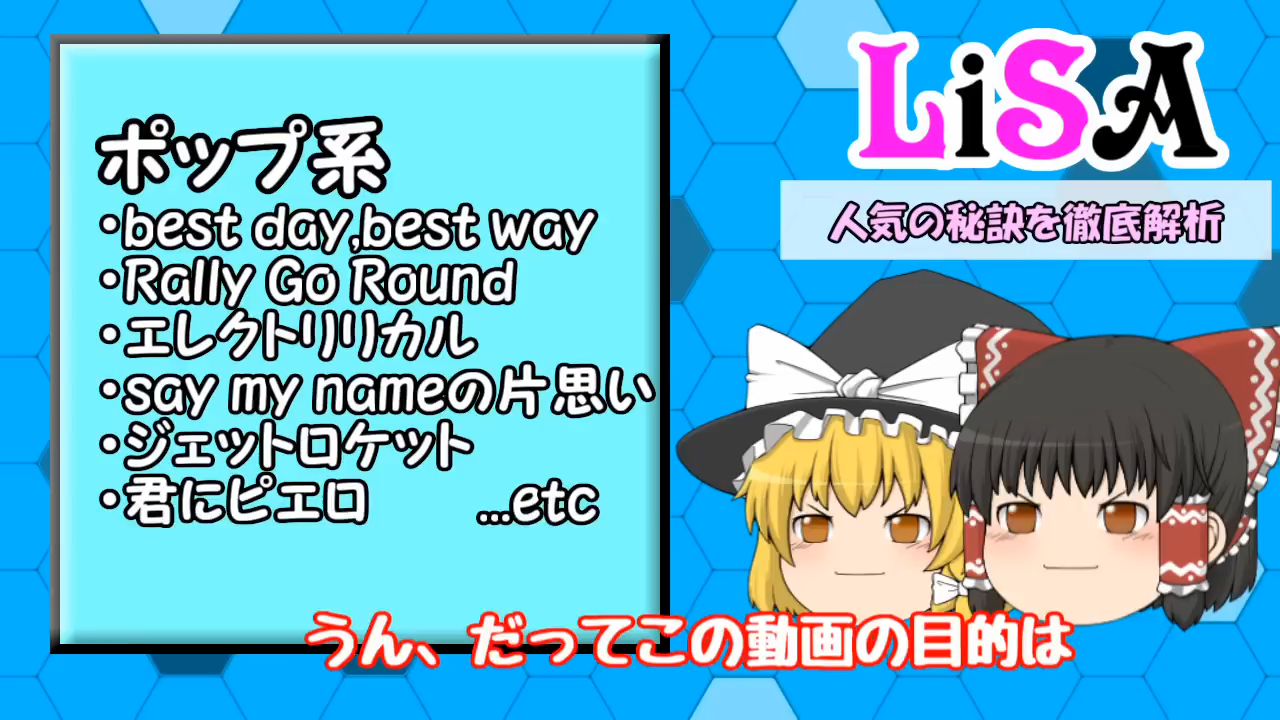 ポップ系
・best day,best way
・Rally Go Round
・エレクトリリカル
・say my nameの片思い
・ジェットロケット
・君にピエロ ...etc
LiSA
人気の秘訣を徹底解析
うん、だってこの動画の目的は